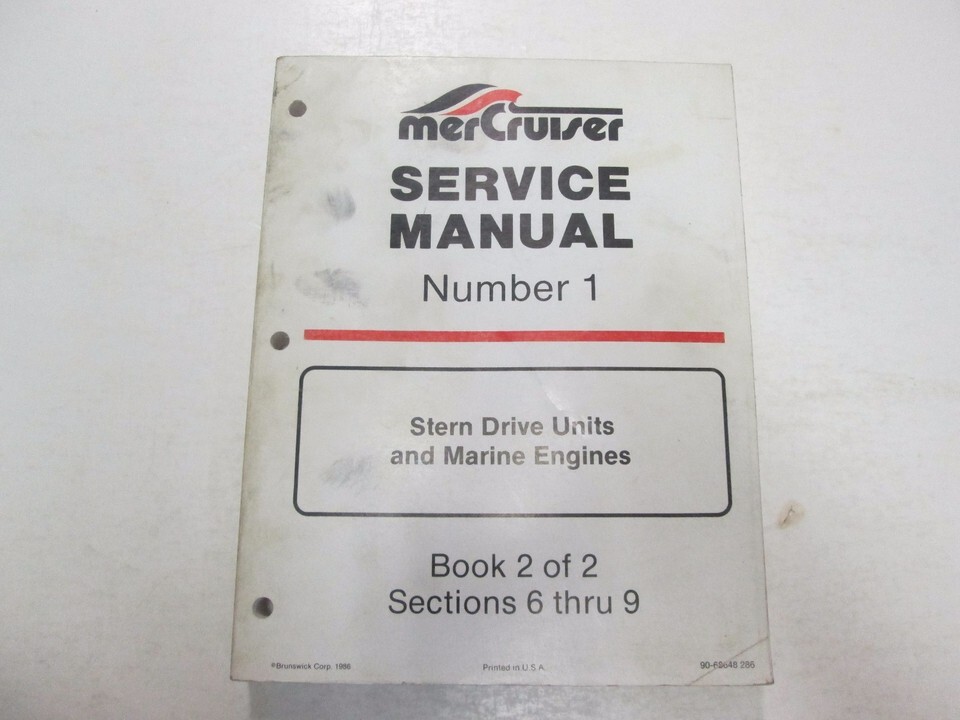 merCruiser
SERVICE
MANUAL
Number 1
Stern Drive Units
and Marine Engines
Book 2 of 2
Sections 6 thru 9
©Brunswick Corp. 1986
Printed in U.S.A.
286